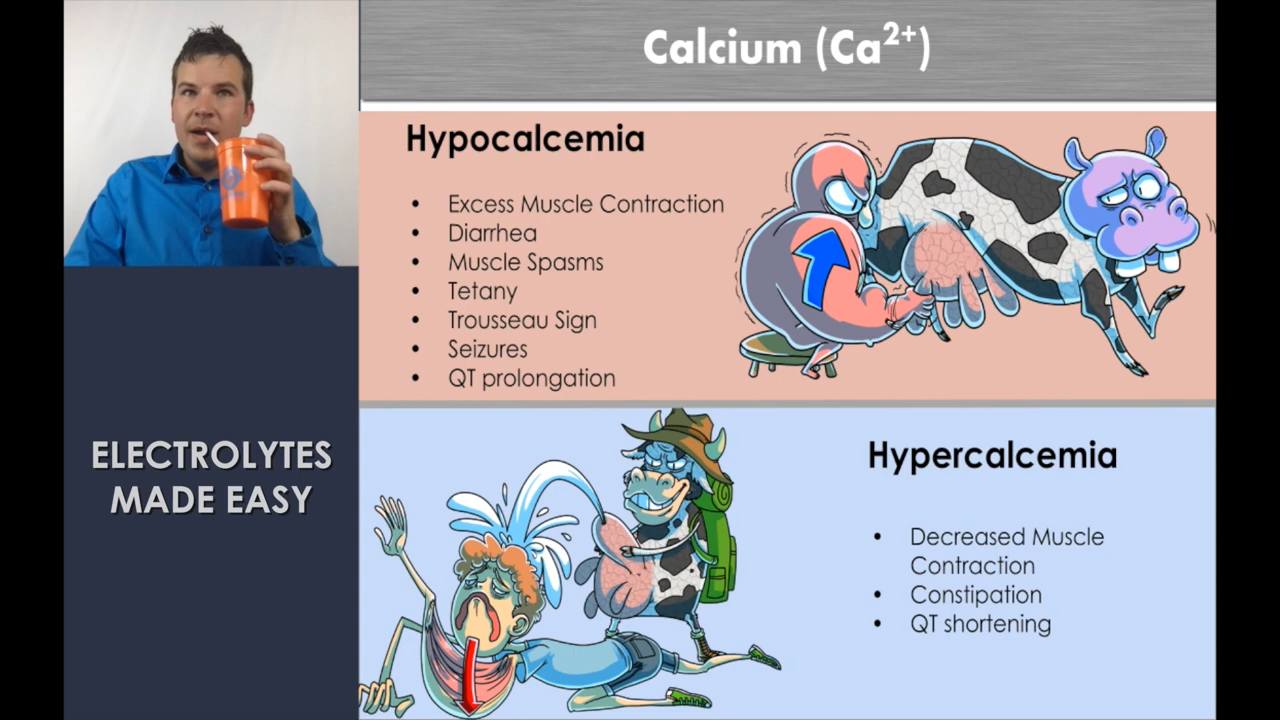 Calcium (Ca²⁺)
Hypocalcemia
• Excess Muscle Contraction
• Diarrhea
• Muscle Spasms
• Tetany
• Trousseau Sign
• Seizures
• QT prolongation
ELECTROLYTES
MADE EASY
Hypercalcemia
• Decreased Muscle
Contraction
• Constipation
• QT shortening